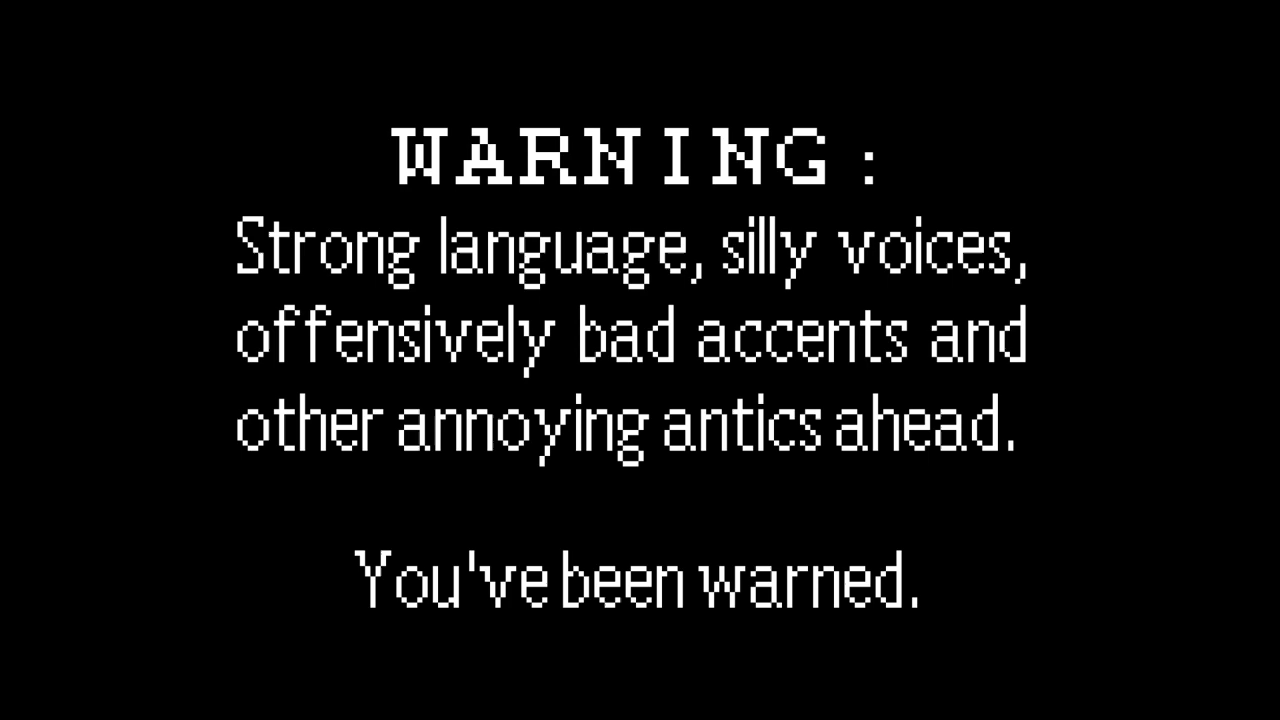 WARNING:
Strong language, silly voices,
offensively bad accents and
other annoying antics ahead.
You've been warned.